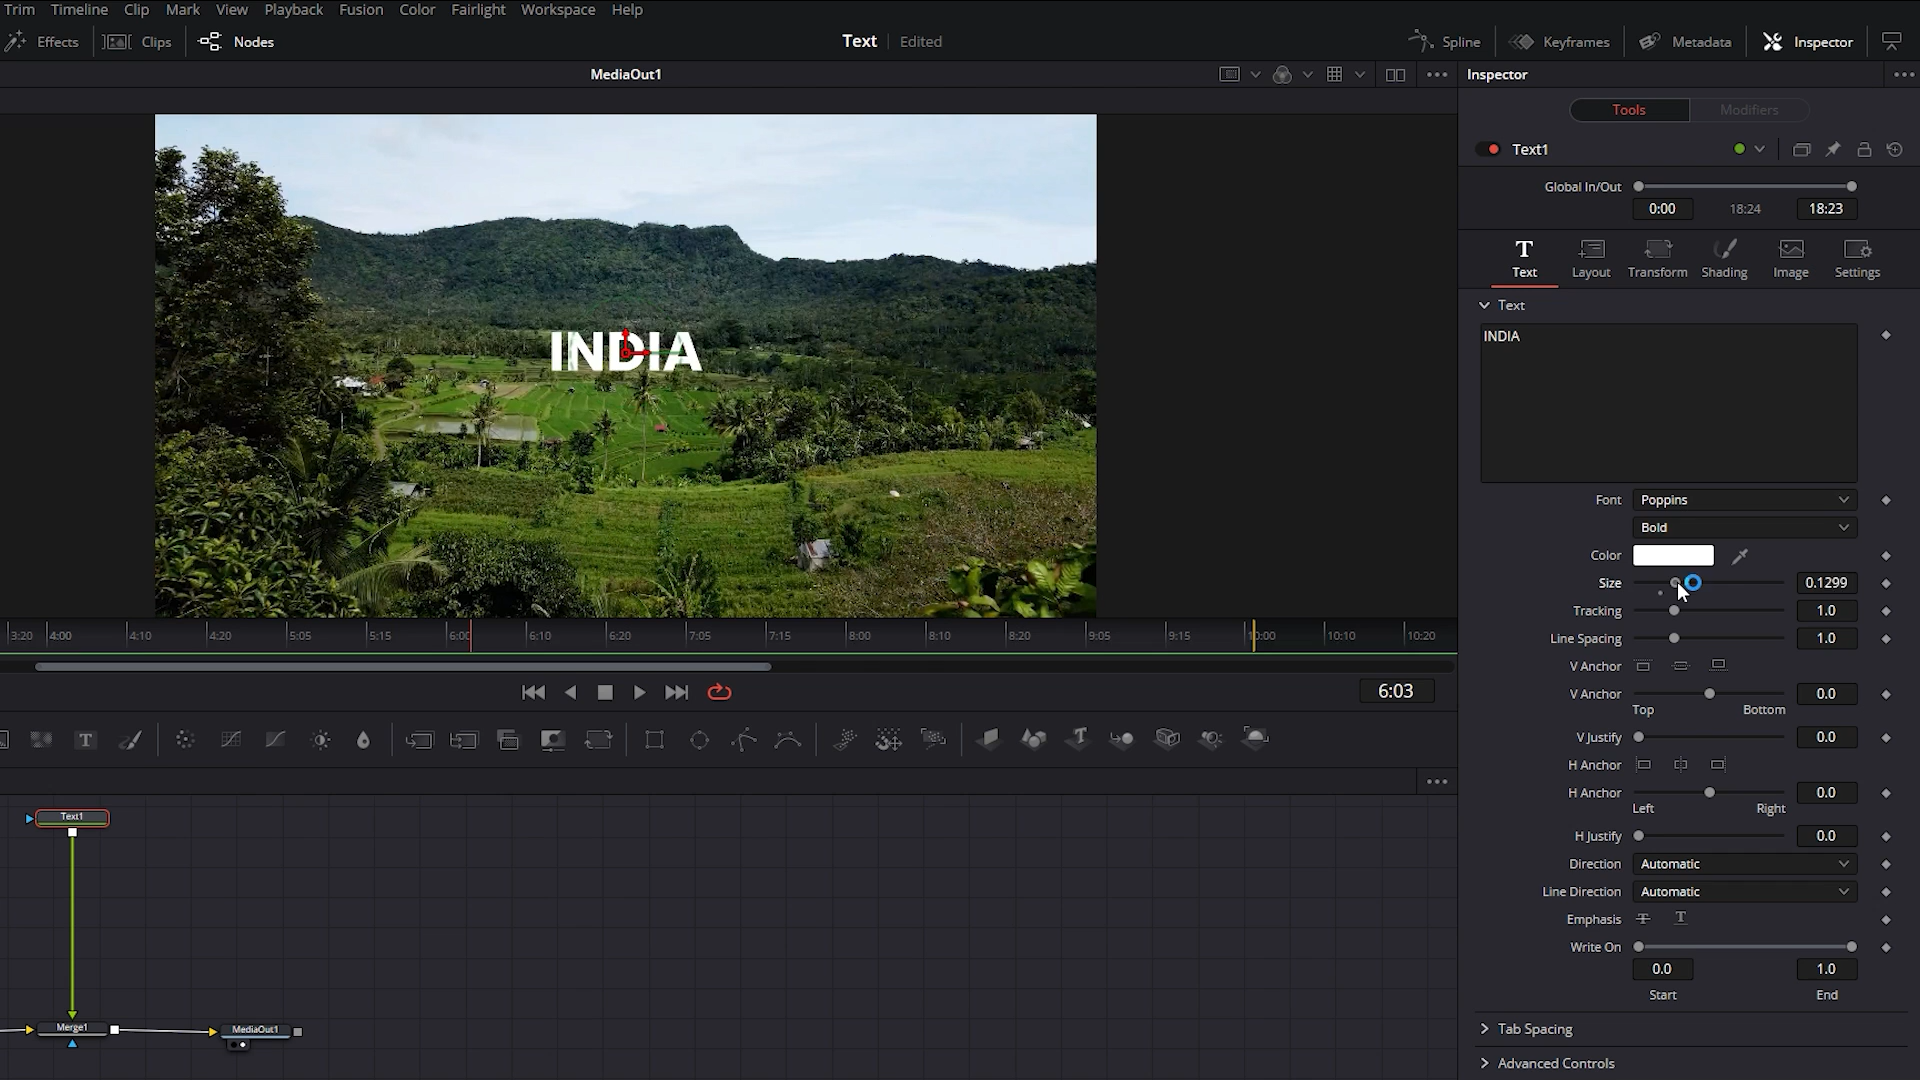 Trim Timeline Clip Mark View Playback Fusion Color Fairlight Workspace Help
Effects Clips Nodes
Text Edited
Spline Keyframes Metadata Inspector
MediaOut1
Inspector
Tools Modifiers
Text1
Global In/Out
0:00 18:24 18:23
Text Layout Transform Shading Image Settings
Text
INDIA
INDIA
Font Poppins
Bold
Color
Size 0.1299
Tracking 1.0
Line Spacing 1.0
V Anchor
V Anchor 0.0
Top Bottom
V Justify 0.0
H Anchor
H Anchor 0.0
Left Right
H Justify 0.0
Direction Automatic
Line Direction Automatic
Emphasis
Write On
0.0 1.0
Start End
Tab Spacing
Advanced Controls
3:20 4:00 4:10 4:20 5:05 5:15 6:00 6:10 6:20 7:05 7:15 8:00 8:10 8:20 9:05 9:15 10:00 10:10 10:20
6:03
T
Text1
Merge1
MediaOut1